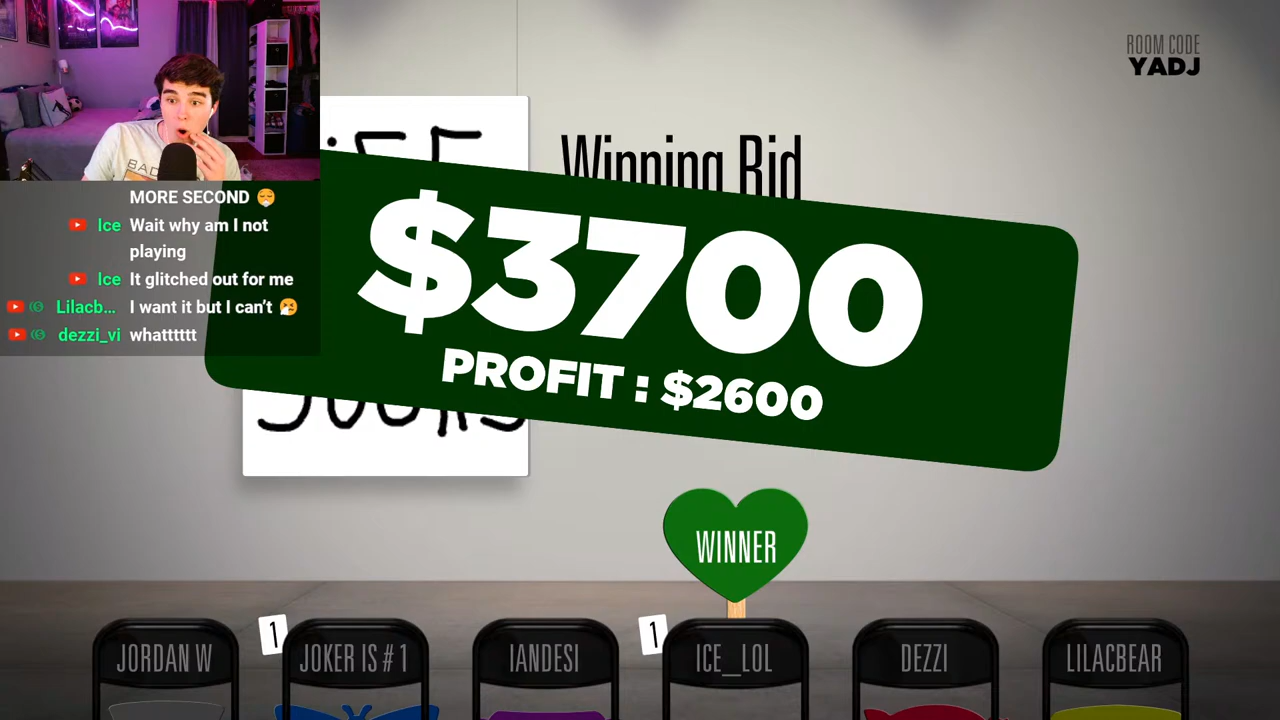 ROOM CODE
YADJ
BAD
MORE SECOND
Ice Wait why am I not
playing
Ice It glitched out for me
Lilacb... I want it but I can't
dezzi_vi whatttttt
Winning Bid
$3700
PROFIT : $2600
WINNER
1
1
JORDAN W
JOKER IS #1
IANDESI
ICE_LOL
DEZZI
LILACBEAR